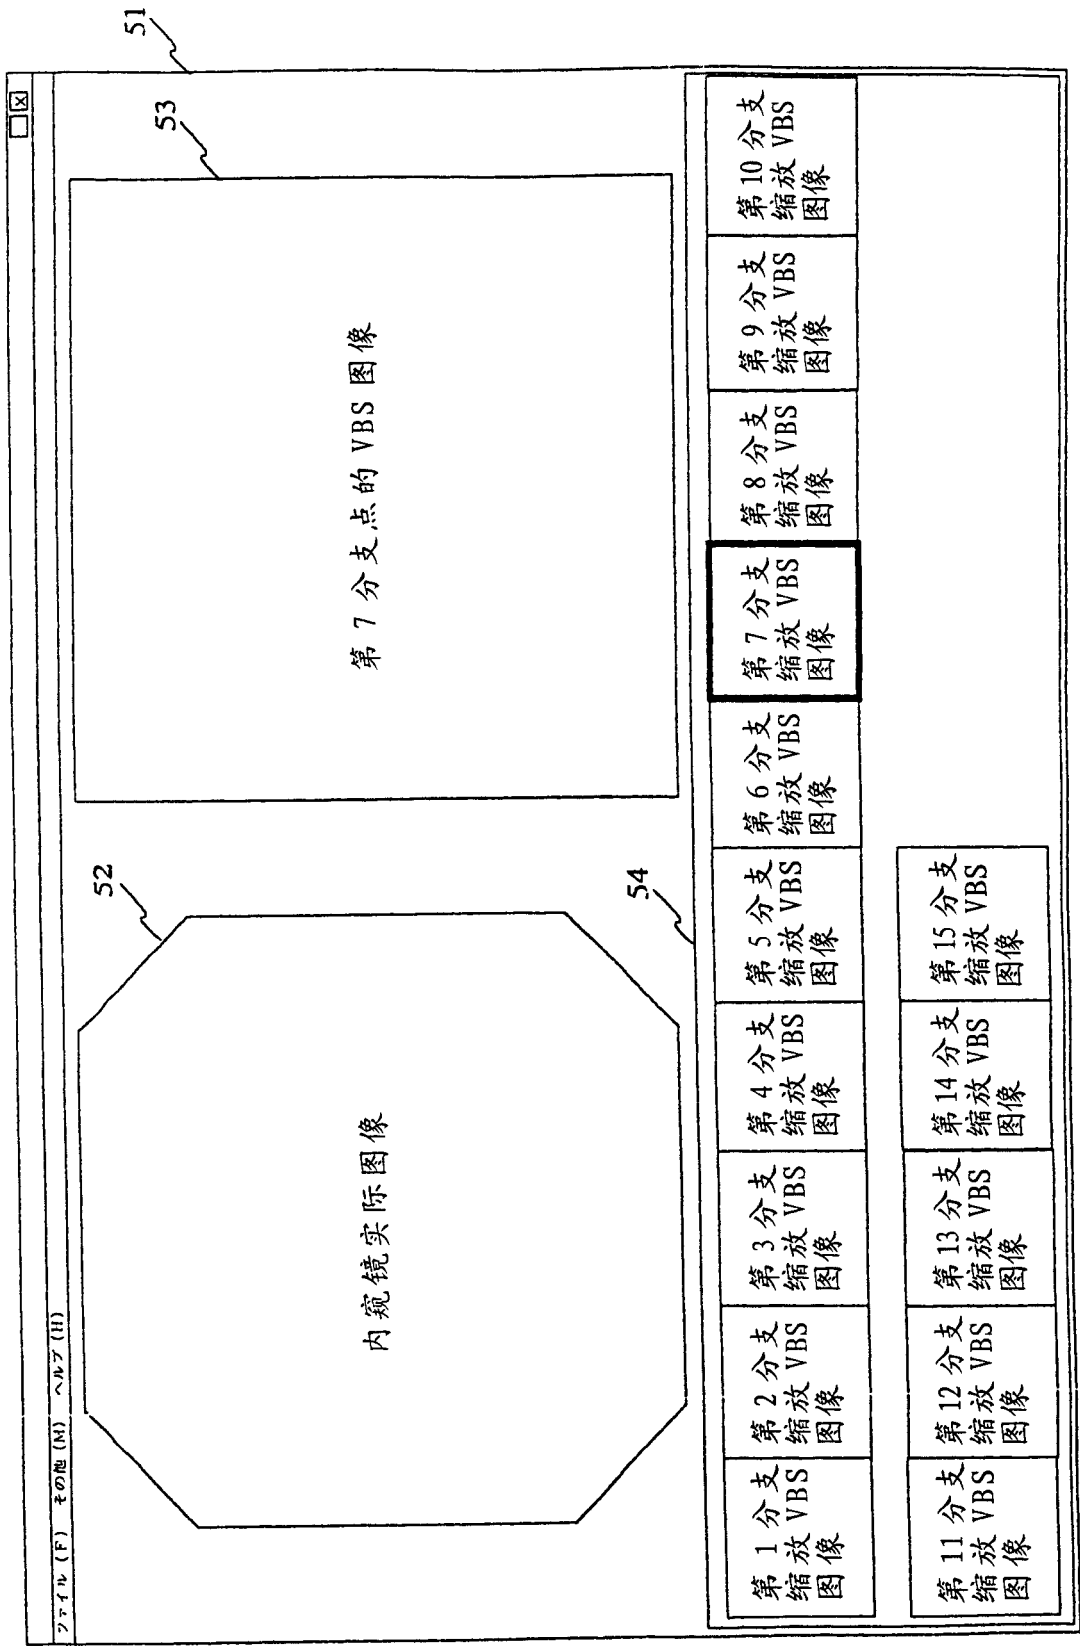 51
ファイル (F) その他 (M) ヘルプ (H)
52
53
内窥镜实际图像
第 7 分支点的 VBS 图像
54
第 1 分支
缩放 VBS
图像
第 2 分支
缩放 VBS
图像
第 3 分支
缩放 VBS
图像
第 4 分支
缩放 VBS
图像
第 5 分支
缩放 VBS
图像
第 6 分支
缩放 VBS
图像
第 7 分支
缩放 VBS
图像
第 8 分支
缩放 VBS
图像
第 9 分支
缩放 VBS
图像
第 10 分支
缩放 VBS
图像
第 11 分支
缩放 VBS
图像
第 12 分支
缩放 VBS
图像
第 13 分支
缩放 VBS
图像
第 14 分支
缩放 VBS
图像
第 15 分支
缩放 VBS
图像